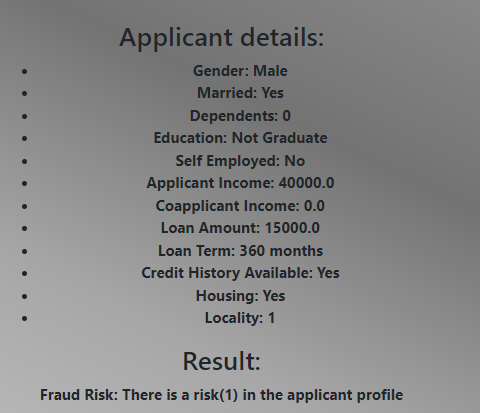 Applicant details:
Gender: Male
Married: Yes
Dependents: 0
Education: Not Graduate
Self Employed: No
Applicant Income: 40000.0
Coapplicant Income: 0.0
Loan Amount: 15000.0
Loan Term: 360 months
Credit History Available: Yes
Housing: Yes
Locality: 1
Result:
Fraud Risk: There is a risk(1) in the applicant profile